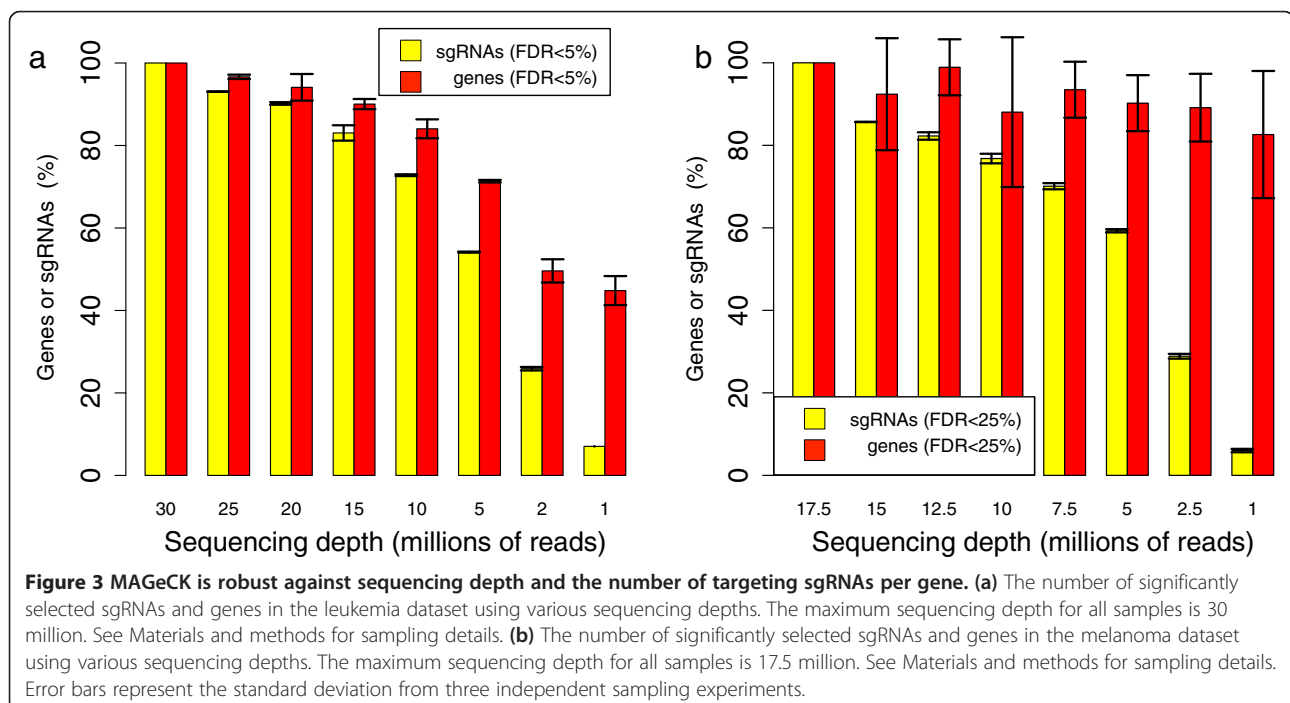 a
sgRNAs (FDR<5%)
genes (FDR<5%)
Genes or sgRNAs (%)
0
20
40
60
80
100
30 25 20 15 10 5 2 1
Sequencing depth (millions of reads)
b
Genes or sgRNAs (%)
0
20
40
60
80
100
sgRNAs (FDR<25%)
genes (FDR<25%)
17.5 15 12.5 10 7.5 5 2.5 1
Sequencing depth (millions of reads)
Figure 3 MAGeCK is robust against sequencing depth and the number of targeting sgRNAs per gene. (a) The number of significantly
selected sgRNAs and genes in the leukemia dataset using various sequencing depths. The maximum sequencing depth for all samples is 30
million. See Materials and methods for sampling details. (b) The number of significantly selected sgRNAs and genes in the melanoma dataset
using various sequencing depths. The maximum sequencing depth for all samples is 17.5 million. See Materials and methods for sampling details.
Error bars represent the standard deviation from three independent sampling experiments.